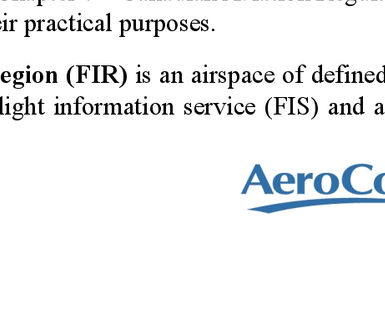 eir practical purposes.
egion (FIR) is an airspace of defined
light information service (FIS) and a
AeroCo